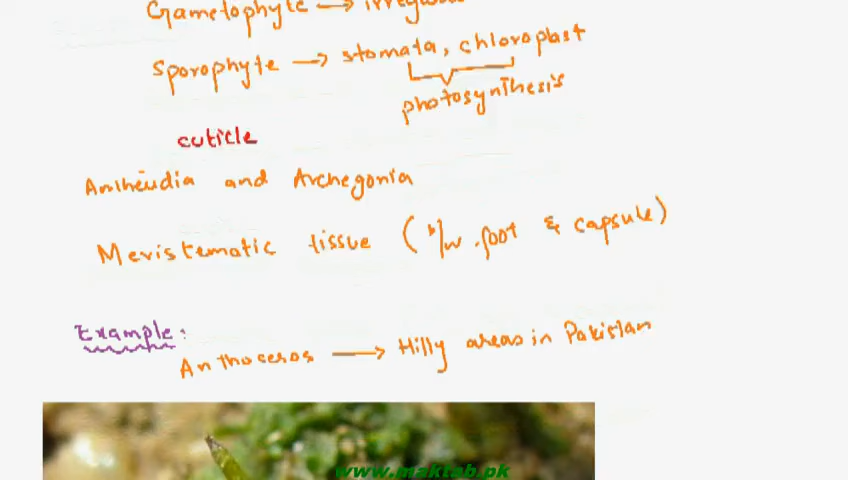 Gametophyte →
Sporophyte → stomata, chloroplast
photosynthesis
cuticle
Antheridia and Archegonia
Meristematic tissue (b/w foot & capsule)
Example:
Anthoceros → Hilly areas in Pakistan
www.maktab.pk